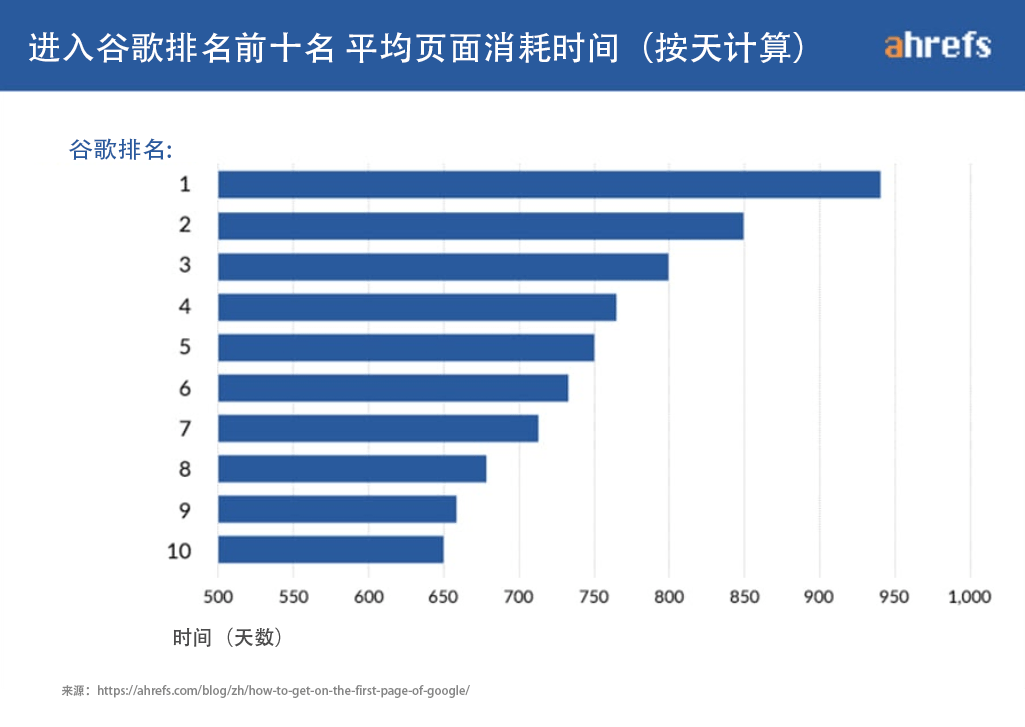 进入谷歌排名前十名 平均页面消耗时间（按天计算）
ahrefs
谷歌排名:
1
2
3
4
5
6
7
8
9
10
500 550 600 650 700 750 800 850 900 950 1,000
时间（天数）
来源：https://ahrefs.com/blog/zh/how-to-get-on-the-first-page-of-google/